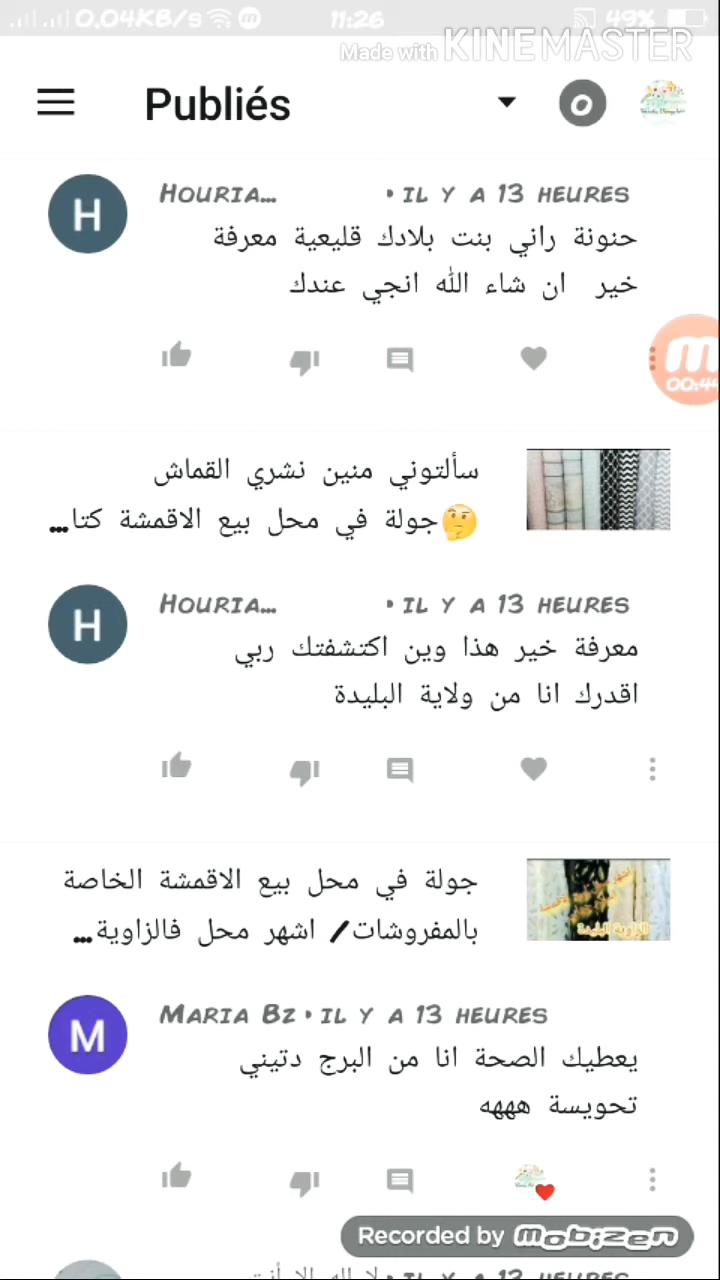 0,04KB/s 11:26 49%
Made with KINEMASTER
Publiés
0
H
Houria... • il y a 13 heures
حنونة راني بنت بلادك قليعية معرفة
خير ان شاء الله انجي عندك
00:44
سألتوني منين نشري القماش
🤔جولة في محل بيع الاقمشة كتا...
H
Houria... • il y a 13 heures
معرفة خير هذا وين اكتشفتك ربي
اقدرك انا من ولاية البليدة
جولة في محل بيع الاقمشة الخاصة
بالمفروشات/ اشهر محل فالزاوية...
الزاوية البليدة
M
Maria Bz • il y a 13 heures
يعطيك الصحة انا من البرج دتيني
تحويسة هههه
Recorded by mobizen